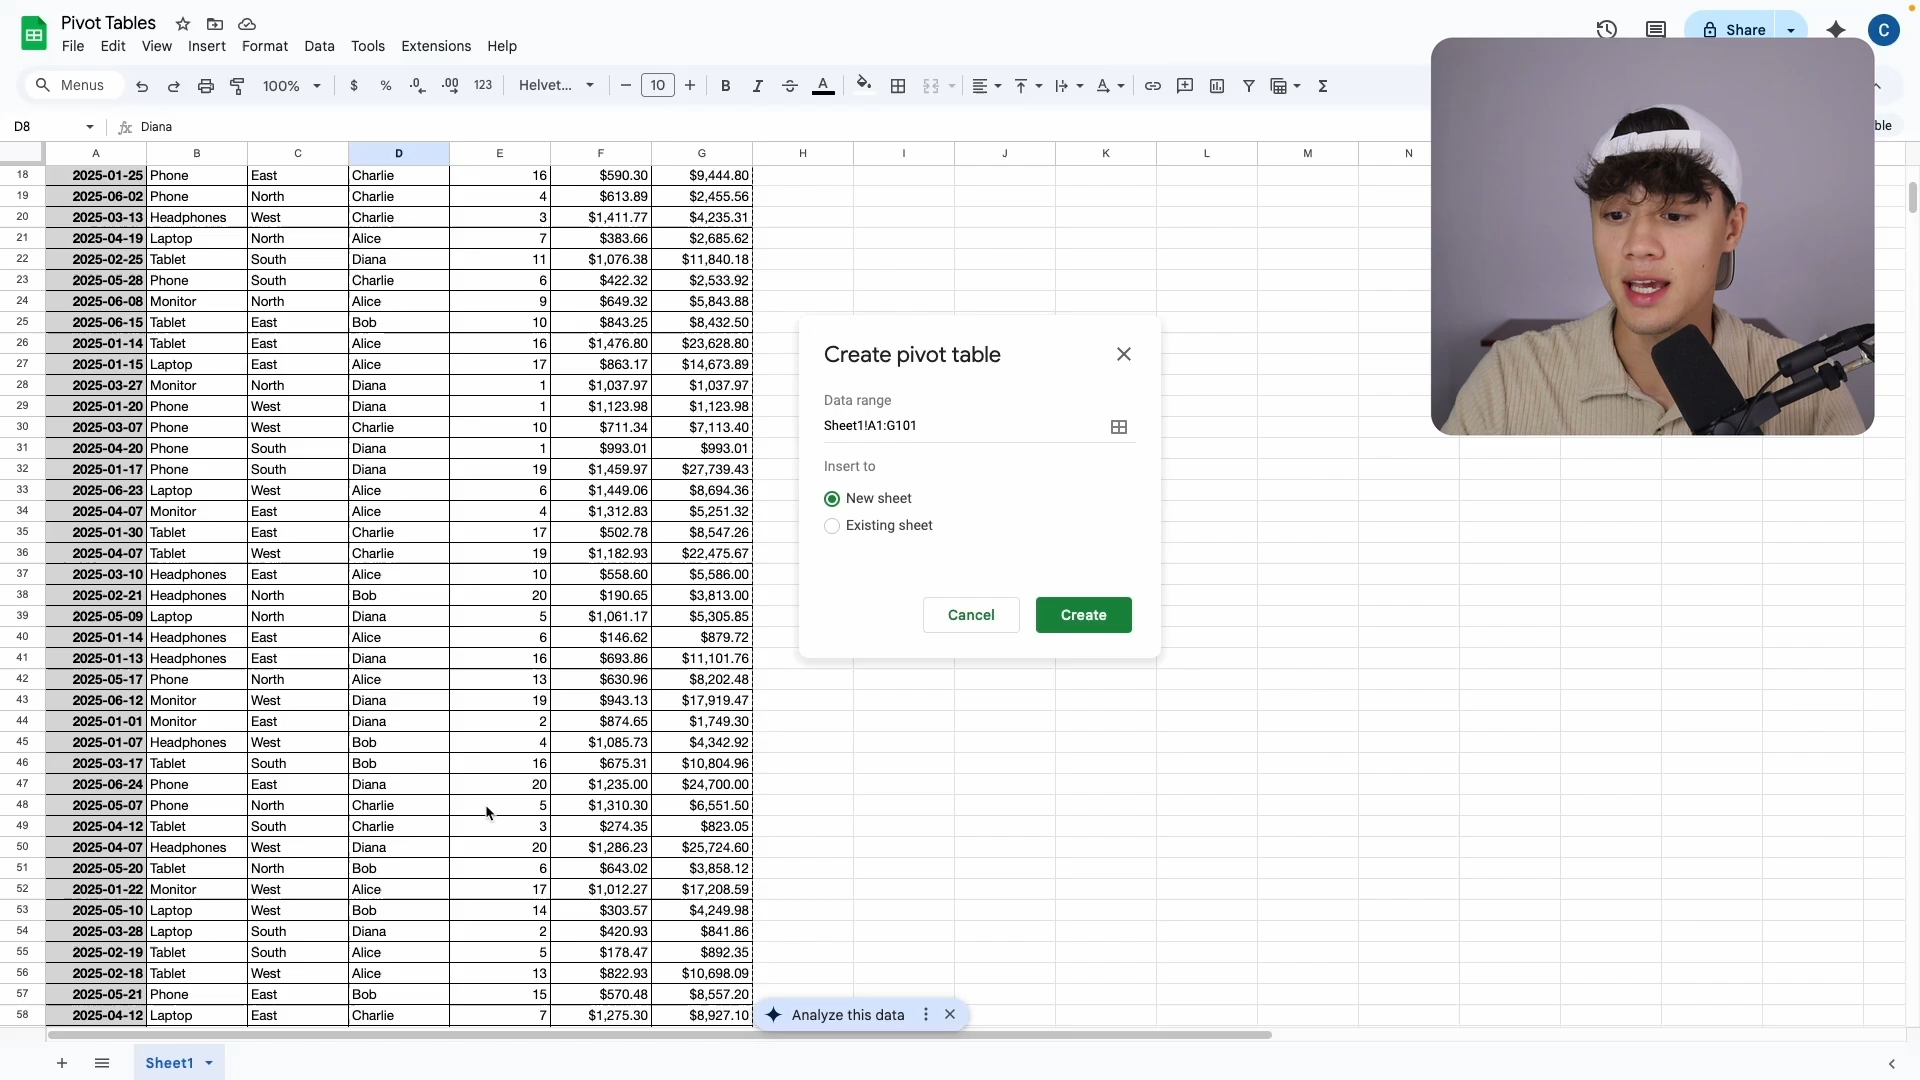 Pivot Tables
File Edit View Insert Format Data Tools Extensions Help
Share
C
Menus 100% $ % .0 .00 123 Helvet... − 10 + B I A Σ
D8 fx Diana
ble
A B C D E F G H I J K L M N
18 2025-01-25 Phone East Charlie 16 $590.30 $9,444.80
19 2025-06-02 Phone North Charlie 4 $613.89 $2,455.56
20 2025-03-13 Headphones West Charlie 3 $1,411.77 $4,235.31
21 2025-04-19 Laptop North Alice 7 $383.66 $2,685.62
22 2025-02-25 Tablet South Diana 11 $1,076.38 $11,840.18
23 2025-05-28 Phone South Charlie 6 $422.32 $2,533.92
24 2025-06-08 Monitor North Alice 9 $649.32 $5,843.88
25 2025-06-15 Tablet East Bob 10 $843.25 $8,432.50
26 2025-01-14 Tablet East Alice 16 $1,476.80 $23,628.80
27 2025-01-15 Laptop East Alice 17 $863.17 $14,673.89
28 2025-03-27 Monitor North Diana 1 $1,037.97 $1,037.97
29 2025-01-20 Phone West Diana 1 $1,123.98 $1,123.98
30 2025-03-07 Phone West Charlie 10 $711.34 $7,113.40
31 2025-04-20 Phone South Diana 1 $993.01 $993.01
32 2025-01-17 Phone South Diana 19 $1,459.97 $27,739.43
33 2025-06-23 Laptop West Alice 6 $1,449.06 $8,694.36
34 2025-04-07 Monitor East Alice 4 $1,312.83 $5,251.32
35 2025-01-30 Tablet East Charlie 17 $502.78 $8,547.26
36 2025-04-07 Tablet West Charlie 19 $1,182.93 $22,475.67
37 2025-03-10 Headphones East Alice 10 $558.60 $5,586.00
38 2025-02-21 Headphones North Bob 20 $190.65 $3,813.00
39 2025-05-09 Laptop North Diana 5 $1,061.17 $5,305.85
40 2025-01-14 Headphones East Alice 6 $146.62 $879.72
41 2025-01-13 Headphones East Diana 16 $693.86 $11,101.76
42 2025-05-17 Phone North Alice 13 $630.96 $8,202.48
43 2025-06-12 Monitor West Diana 19 $943.13 $17,919.47
44 2025-01-01 Monitor East Diana 2 $874.65 $1,749.30
45 2025-01-07 Headphones West Bob 4 $1,085.73 $4,342.92
46 2025-03-17 Tablet South Bob 16 $675.31 $10,804.96
47 2025-06-24 Phone East Diana 20 $1,235.00 $24,700.00
48 2025-05-07 Phone North Charlie 5 $1,310.30 $6,551.50
49 2025-04-12 Tablet South Charlie 3 $274.35 $823.05
50 2025-04-07 Headphones West Diana 20 $1,286.23 $25,724.60
51 2025-05-20 Tablet North Bob 6 $643.02 $3,858.12
52 2025-01-22 Monitor West Alice 17 $1,012.27 $17,208.59
53 2025-05-10 Laptop West Bob 14 $303.57 $4,249.98
54 2025-03-28 Laptop South Diana 2 $420.93 $841.86
55 2025-02-19 Tablet South Alice 5 $178.47 $892.35
56 2025-02-18 Tablet West Alice 13 $822.93 $10,698.09
57 2025-05-21 Phone East Bob 15 $570.48 $8,557.20
58 2025-04-12 Laptop East Charlie 7 $1,275.30 $8,927.10
Create pivot table
Data range
Sheet1!A1:G101
Insert to
New sheet
Existing sheet
Cancel Create
Analyze this data
Sheet1